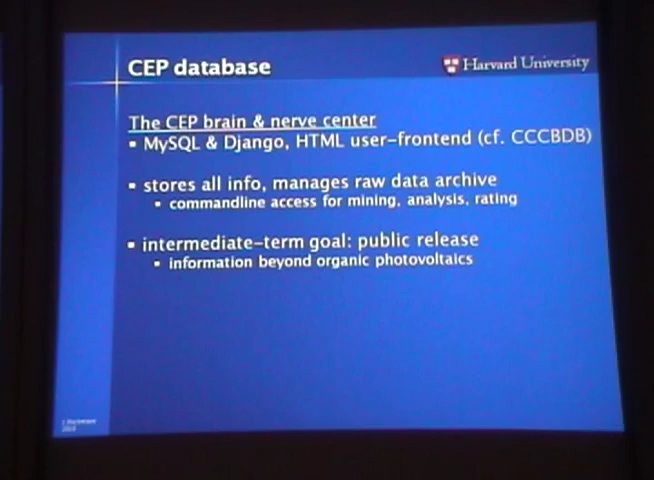 CEP database
Harvard University
The CEP brain & nerve center
▪ MySQL & Django, HTML user-frontend (cf. CCCBDB)
▪ stores all info, manages raw data archive
▪ commandline access for mining, analysis, rating
▪ intermediate-term goal: public release
▪ information beyond organic photovoltaics